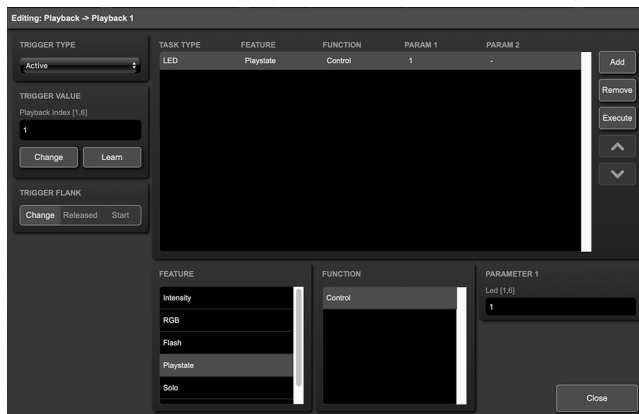 Editing: Playback -> Playback 1
TRIGGER TYPE
Active
TRIGGER VALUE
Playback Index [1,6]
1
Change Learn
TRIGGER FLANK
Change Released Start
TASK TYPE FEATURE FUNCTION PARAM 1 PARAM 2
LED Playstate Control 1 -
Add
Remove
Execute
FEATURE
Intensity
RGB
Flash
Playstate
Solo
FUNCTION
Control
PARAMETER 1
Led [1,6]
1
Close